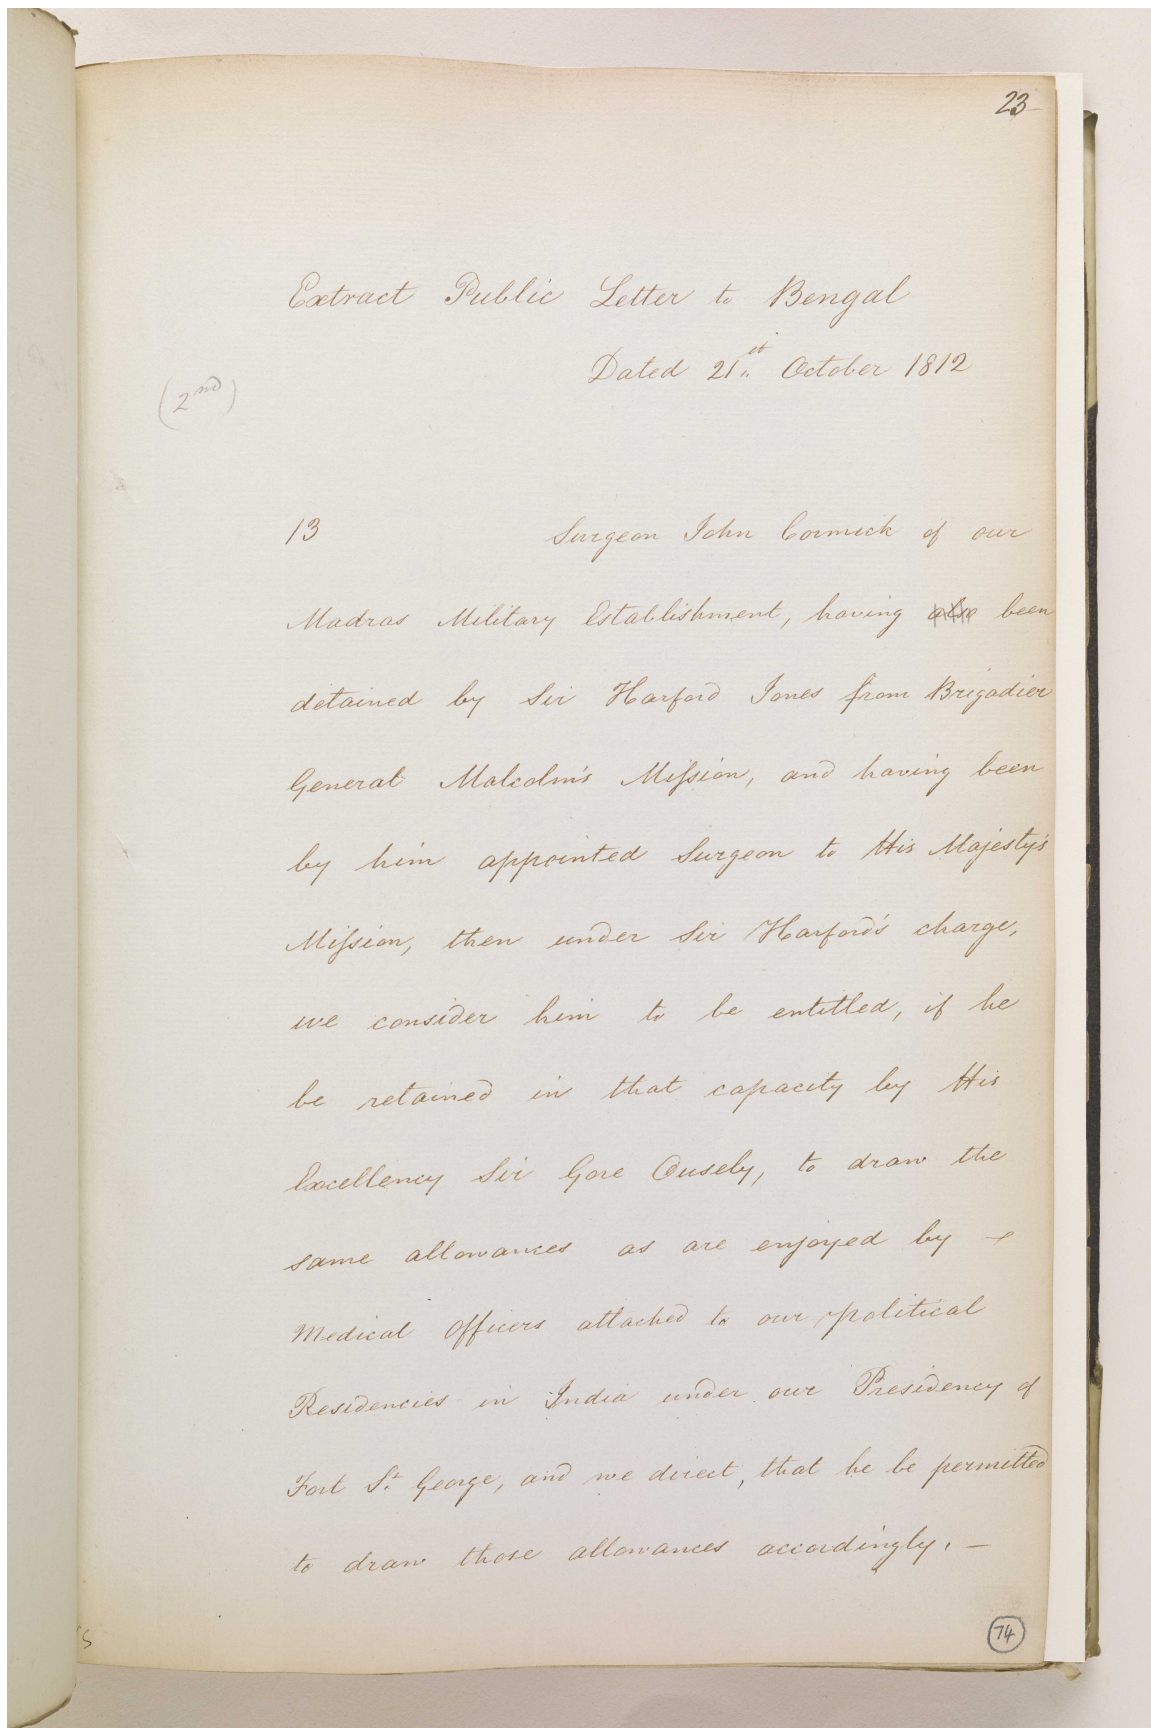 23
Extract Public Letter to Bengal
Dated 21st October 1812
(2nd)
13 Surgeon John Cormick of our
Madras Military Establishment, having also been
detained by Sir Harford Jones from Brigadier
General Malcolm's Mission, and having been
by him appointed Surgeon to His Majesty's
Mission, then under Sir Harford's charge,
we consider him to be entitled, if he
be retained in that capacity by His
Excellency Sir Gore Ousely, to draw the
same allowances as are enjoyed by -
Medical Officers attached to our political
Residencies in India under our Presidency of
Fort St. George, and we direct, that he be permitted
to draw those allowances accordingly. —
74